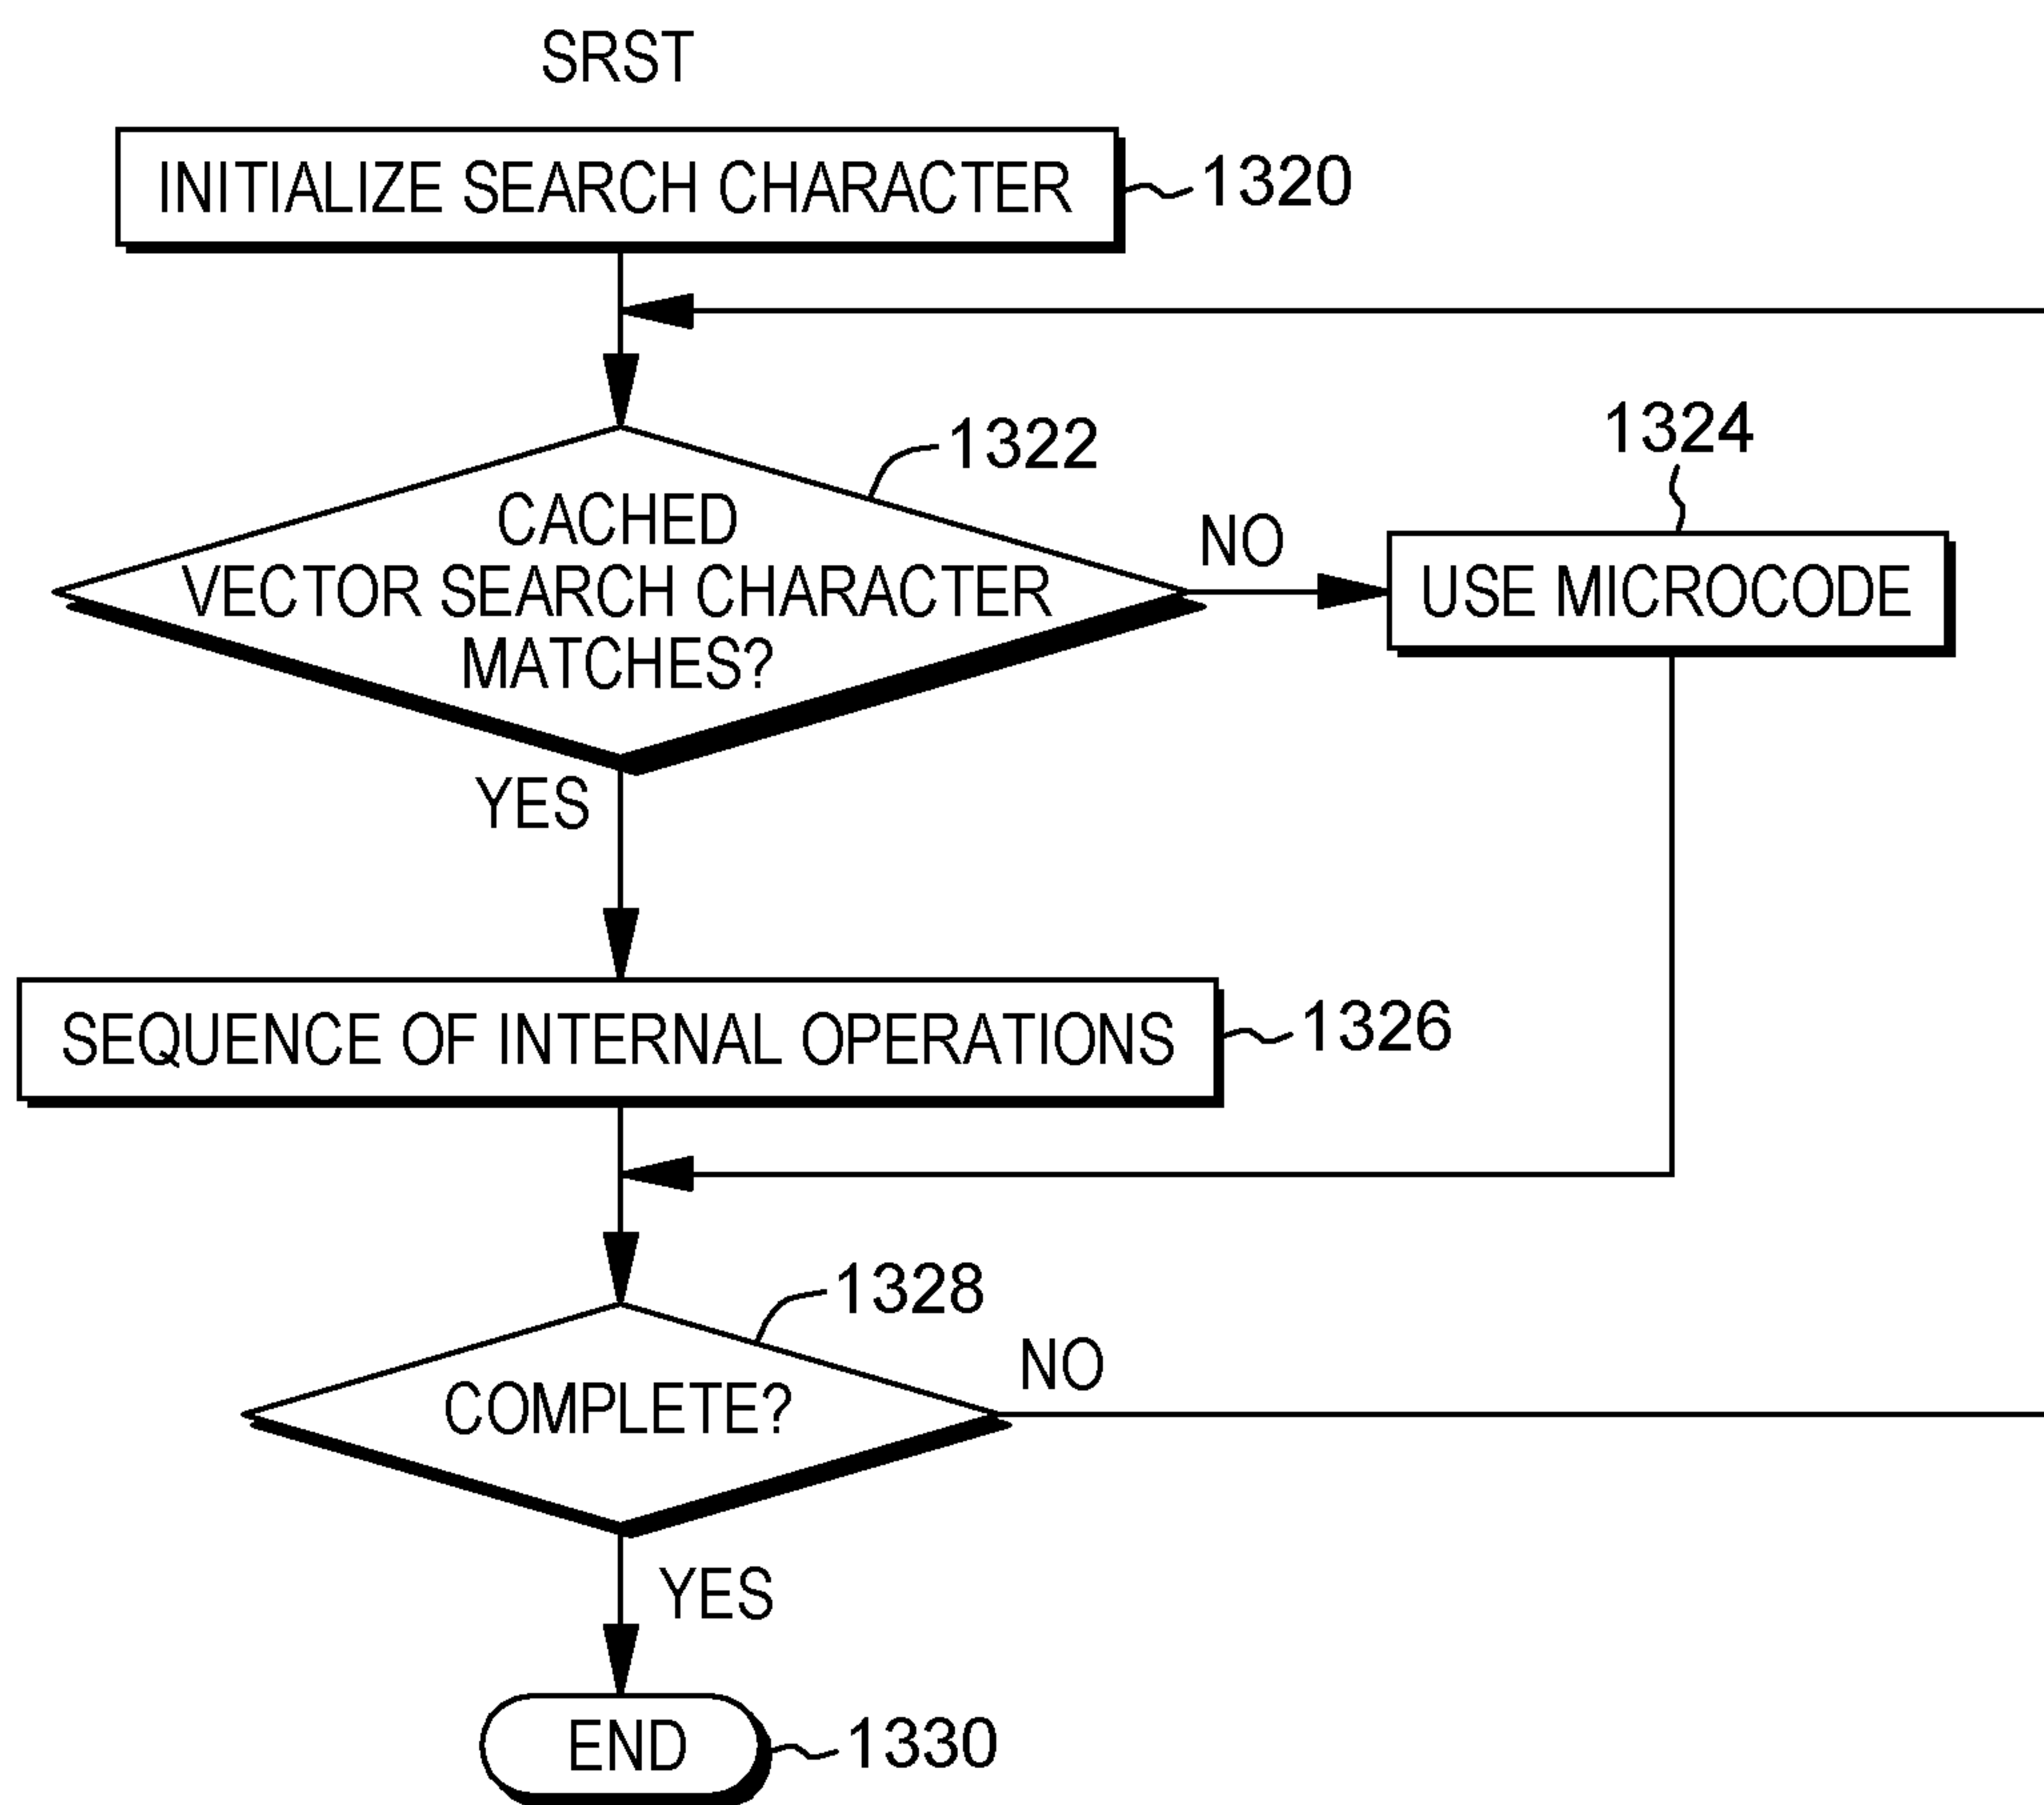 SRST
INITIALIZE SEARCH CHARACTER
1320
1322
CACHED
VECTOR SEARCH CHARACTER
MATCHES?
NO
1324
USE MICROCODE
YES
SEQUENCE OF INTERNAL OPERATIONS
1326
1328
COMPLETE?
NO
YES
END
1330